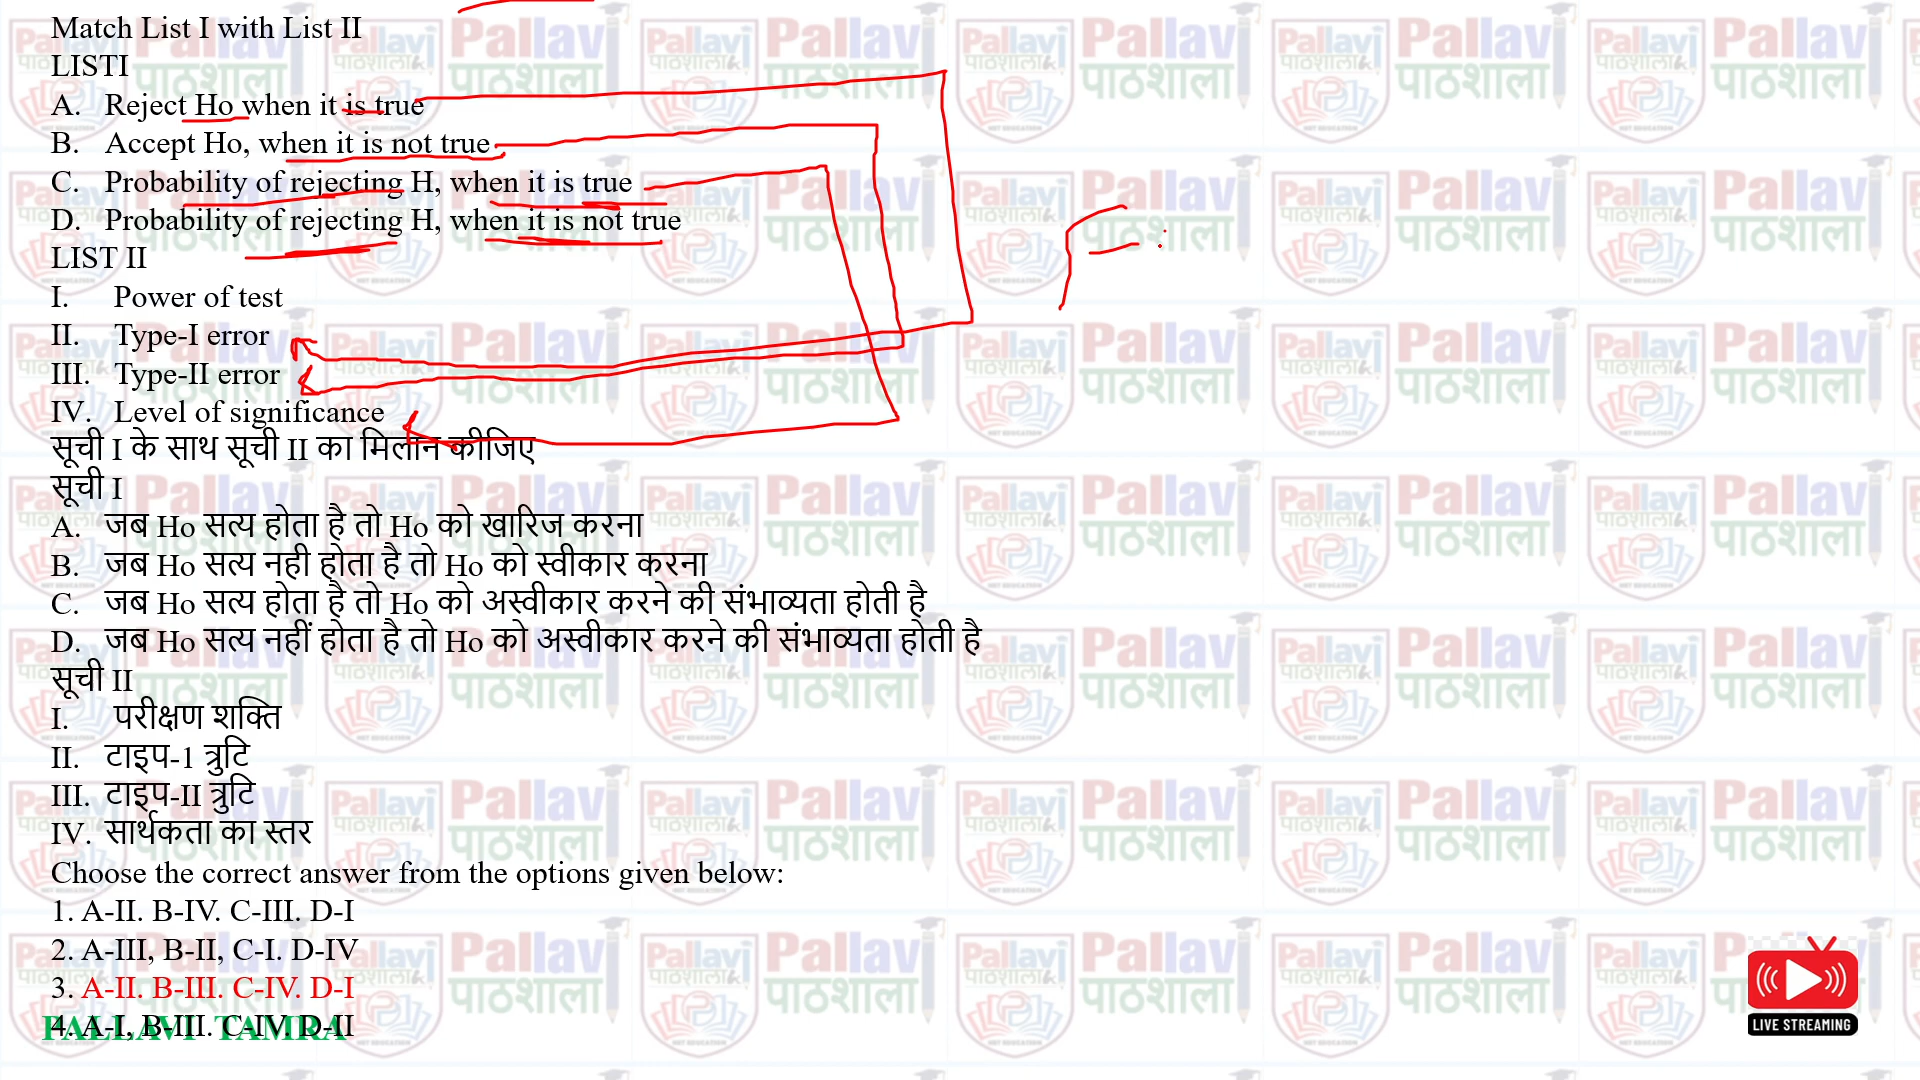 Match List I with List II
LISTI
A. Reject Ho when it is true
B. Accept Ho, when it is not true
C. Probability of rejecting H, when it is true
D. Probability of rejecting H, when it is not true
LIST II
I. Power of test
II. Type-I error
III. Type-II error
IV. Level of significance
सूची I के साथ सूची II का मिलान कीजिए
सूची I
A. जब Ho सत्य होता है तो Ho को खारिज करना
B. जब Ho सत्य नही होता है तो Ho को स्वीकार करना
C. जब Ho सत्य होता है तो Ho को अस्वीकार करने की संभाव्यता होती है
D. जब Ho सत्य नहीं होता है तो Ho को अस्वीकार करने की संभाव्यता होती है
सूची II
I. परीक्षण शक्ति
II. टाइप-1 त्रुटि
III. टाइप-II त्रुटि
IV. सार्थकता का स्तर
Choose the correct answer from the options given below:
1. A-II. B-IV. C-III. D-I
2. A-III, B-II, C-I. D-IV
3. A-II. B-III. C-IV. D-I
4. A-I, B-III. C-IV. D-II
PALLAVI TAMRA
LIVE STREAMING
Pallavi
पाठशाला